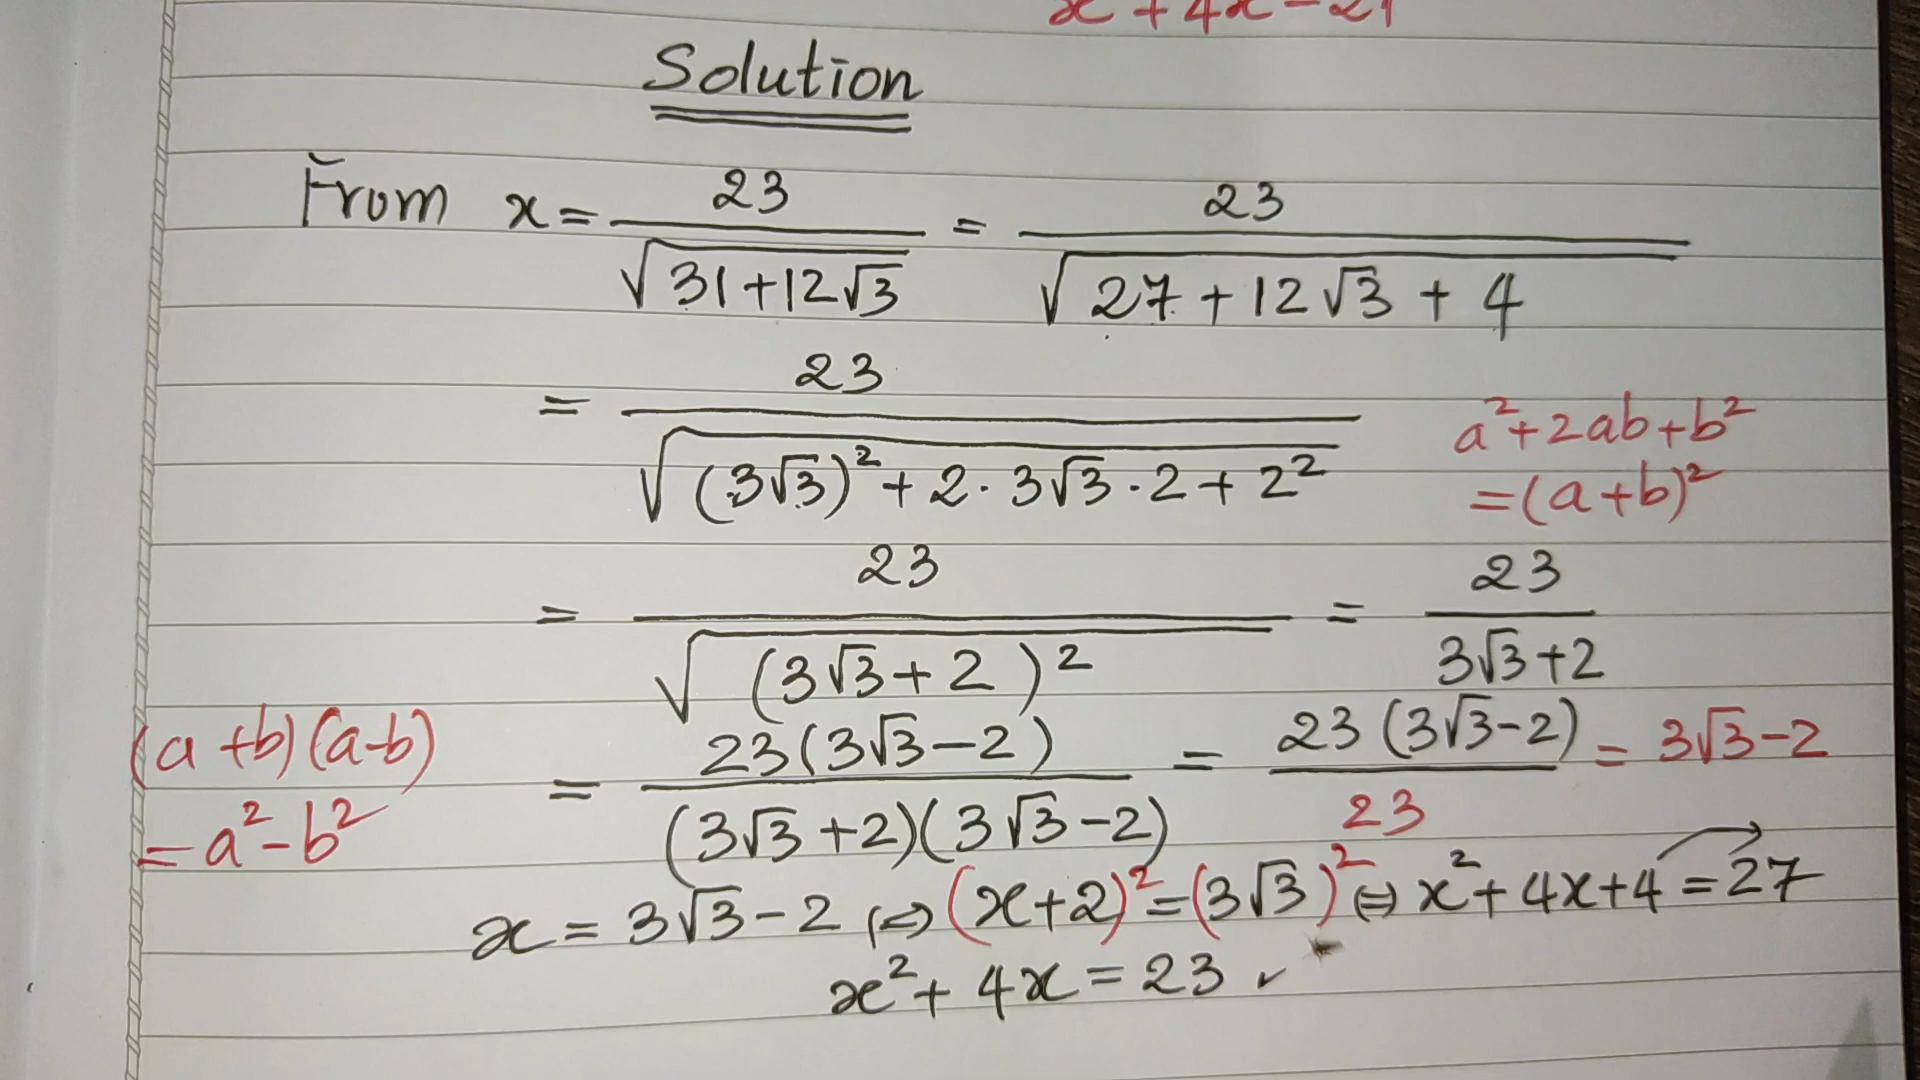 x + 4x - 21
Solution
From x = 23/√(31+12√3) = 23/√(27+12√3+4)
= 23/√((3√3)²+2·3√3·2+2²)
a²+2ab+b²
=(a+b)²
= 23/√((3√3+2)²) = 23/(3√3+2)
(a+b)(a-b)
=a²-b²
= 23(3√3-2)/((3√3+2)(3√3-2)) = 23(3√3-2)/23 = 3√3-2
x = 3√3-2 ⇔ (x+2)²=(3√3)² ⇔ x²+4x+4=27
x²+4x=23 ✓